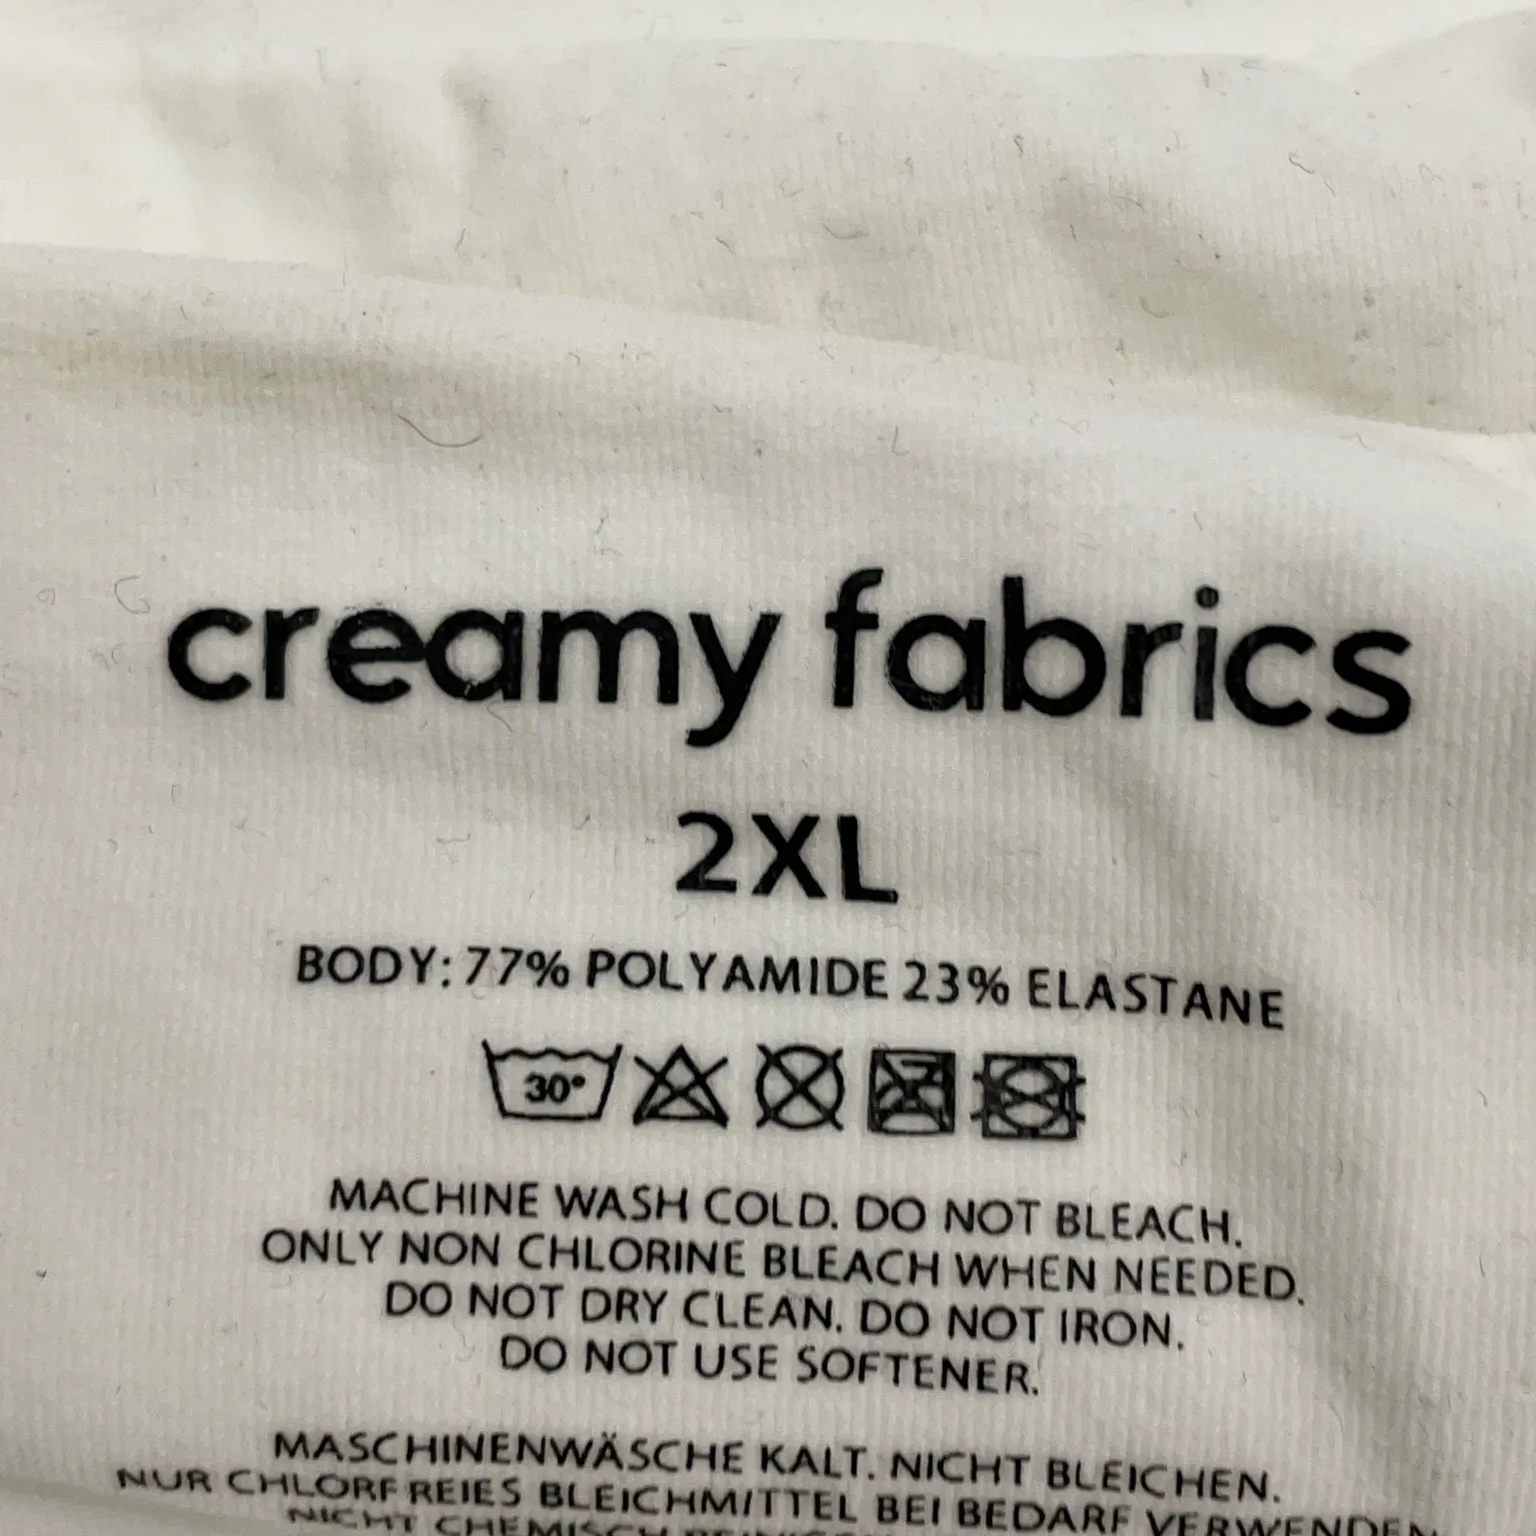 creamy fabrics
2XL
BODY: 77% POLYAMIDE 23% ELASTANE
30°
MACHINE WASH COLD. DO NOT BLEACH.
ONLY NON CHLORINE BLEACH WHEN NEEDED.
DO NOT DRY CLEAN. DO NOT IRON.
DO NOT USE SOFTENER.
MASCHINENWÄSCHE KALT. NICHT BLEICHEN.
NUR CHLORFREIES BLEICHMITTEL BEI BEDARF VERWENDEN
NICHT CHEMISCH